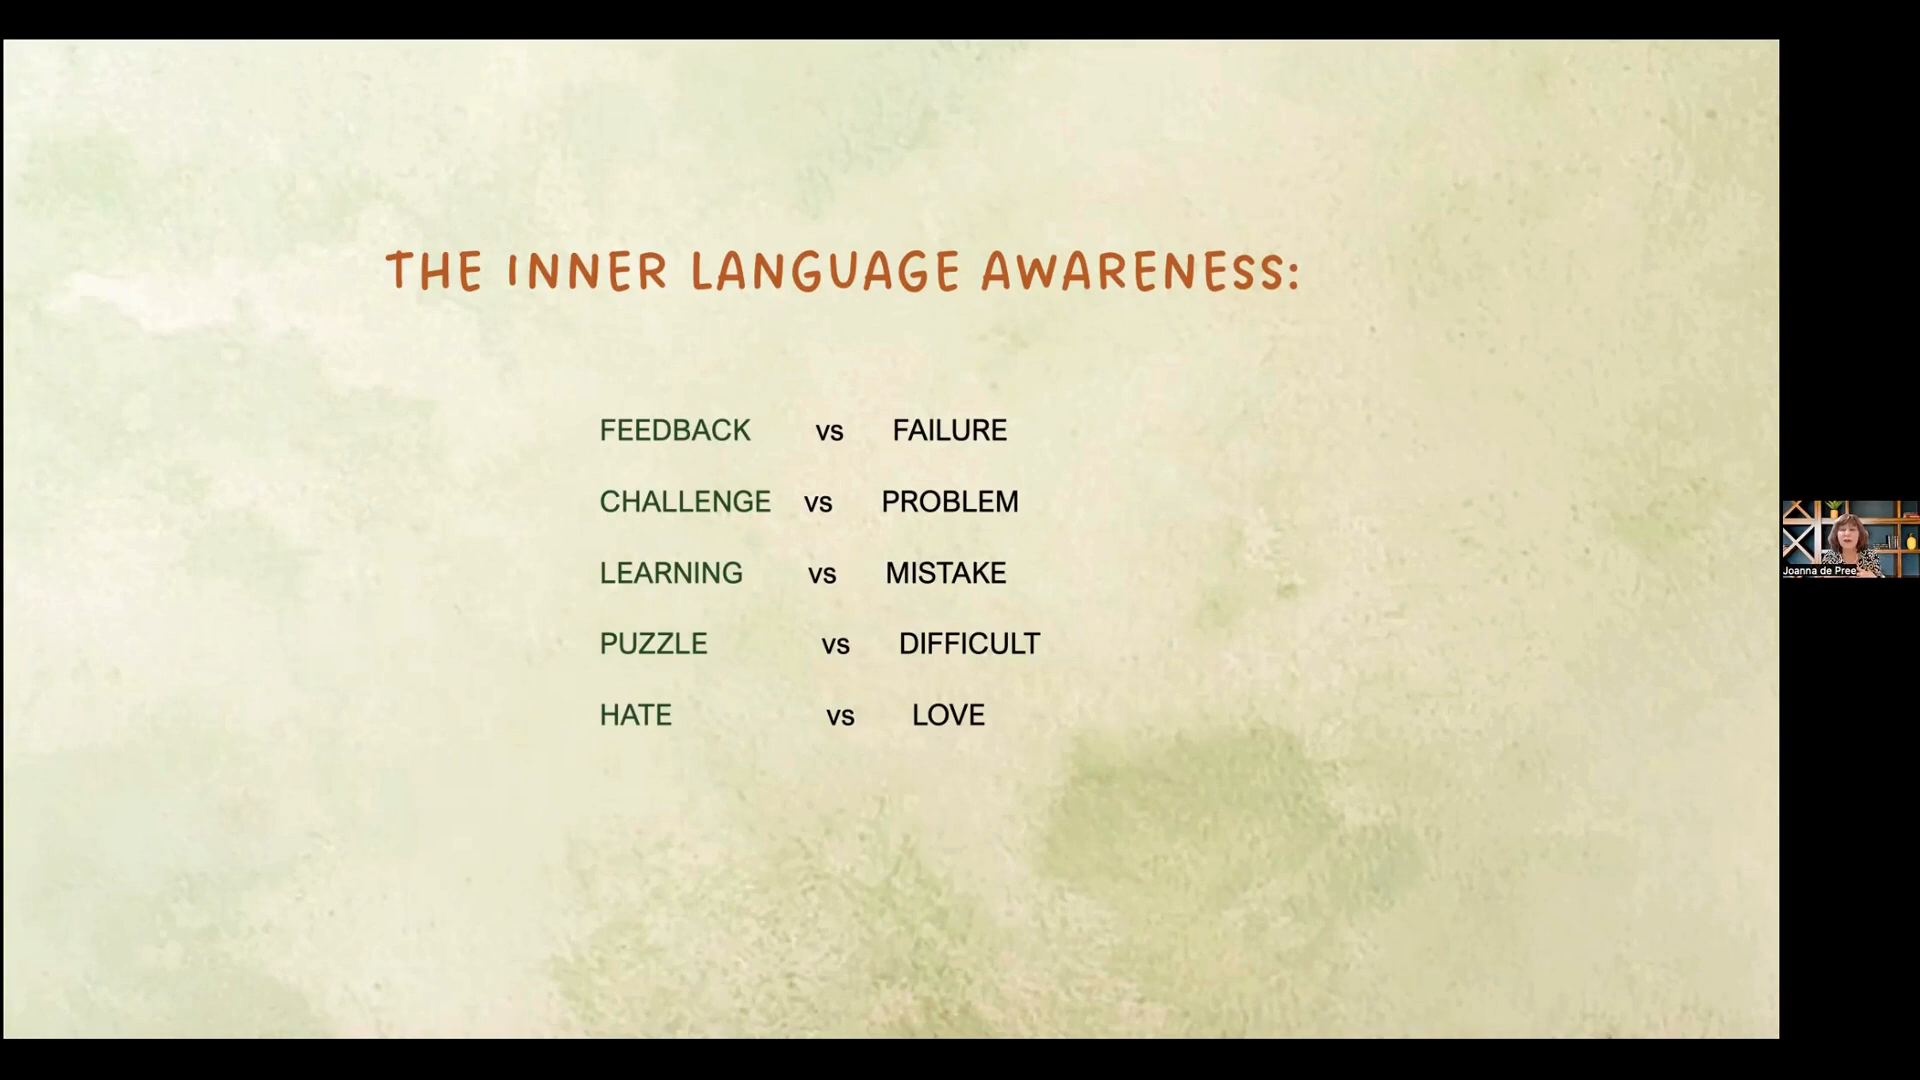 THE INNER LANGUAGE AWARENESS:
FEEDBACK vs FAILURE
CHALLENGE vs PROBLEM
LEARNING vs MISTAKE
PUZZLE vs DIFFICULT
HATE vs LOVE
Joanna de Pree